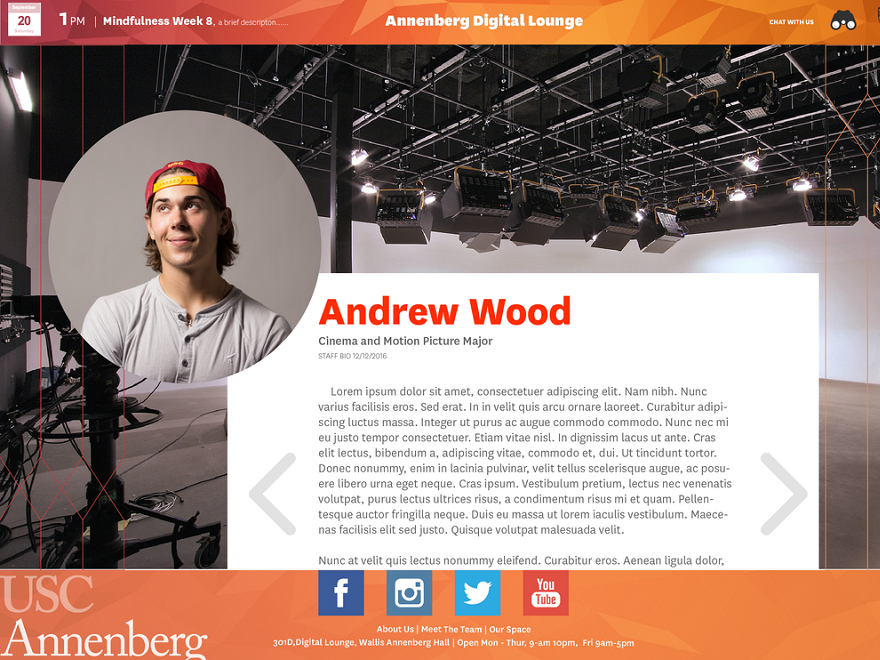 September
20
Saturday
1 PM | Mindfulness Week 8, a brief descripton......
Annenberg Digital Lounge
CHAT WITH US
USC
Andrew Wood
Cinema and Motion Picture Major
STAFF BIO 12/12/2016
Lorem ipsum dolor sit amet, consectetuer adipiscing elit. Nam nibh. Nunc
varius facilisis eros. Sed erat. In in velit quis arcu ornare laoreet. Curabitur adipi-
scing luctus massa. Integer ut purus ac augue commodo commodo. Nunc nec mi
eu justo tempor consectetuer. Etiam vitae nisl. In dignissim lacus ut ante. Cras
elit lectus, bibendum a, adipiscing vitae, commodo et, dui. Ut tincidunt tortor.
Donec nonummy, enim in lacinia pulvinar, velit tellus scelerisque augue, ac posu-
ere libero urna eget neque. Cras ipsum. Vestibulum pretium, lectus nec venenatis
volutpat, purus lectus ultrices risus, a condimentum risus mi et quam. Pellen-
tesque auctor fringilla neque. Duis eu massa ut lorem iaculis vestibulum. Maece-
nas facilisis elit sed justo. Quisque volutpat malesuada velit.
Nunc at velit quis lectus nonummy eleifend. Curabitur eros. Aenean ligula dolor,
You
Tube
USC
Annenberg
About Us | Meet The Team | Our Space
301D,Digital Lounge, Wallis Annenberg Hall | Open Mon - Thur, 9-am 10pm, Fri 9am-5pm